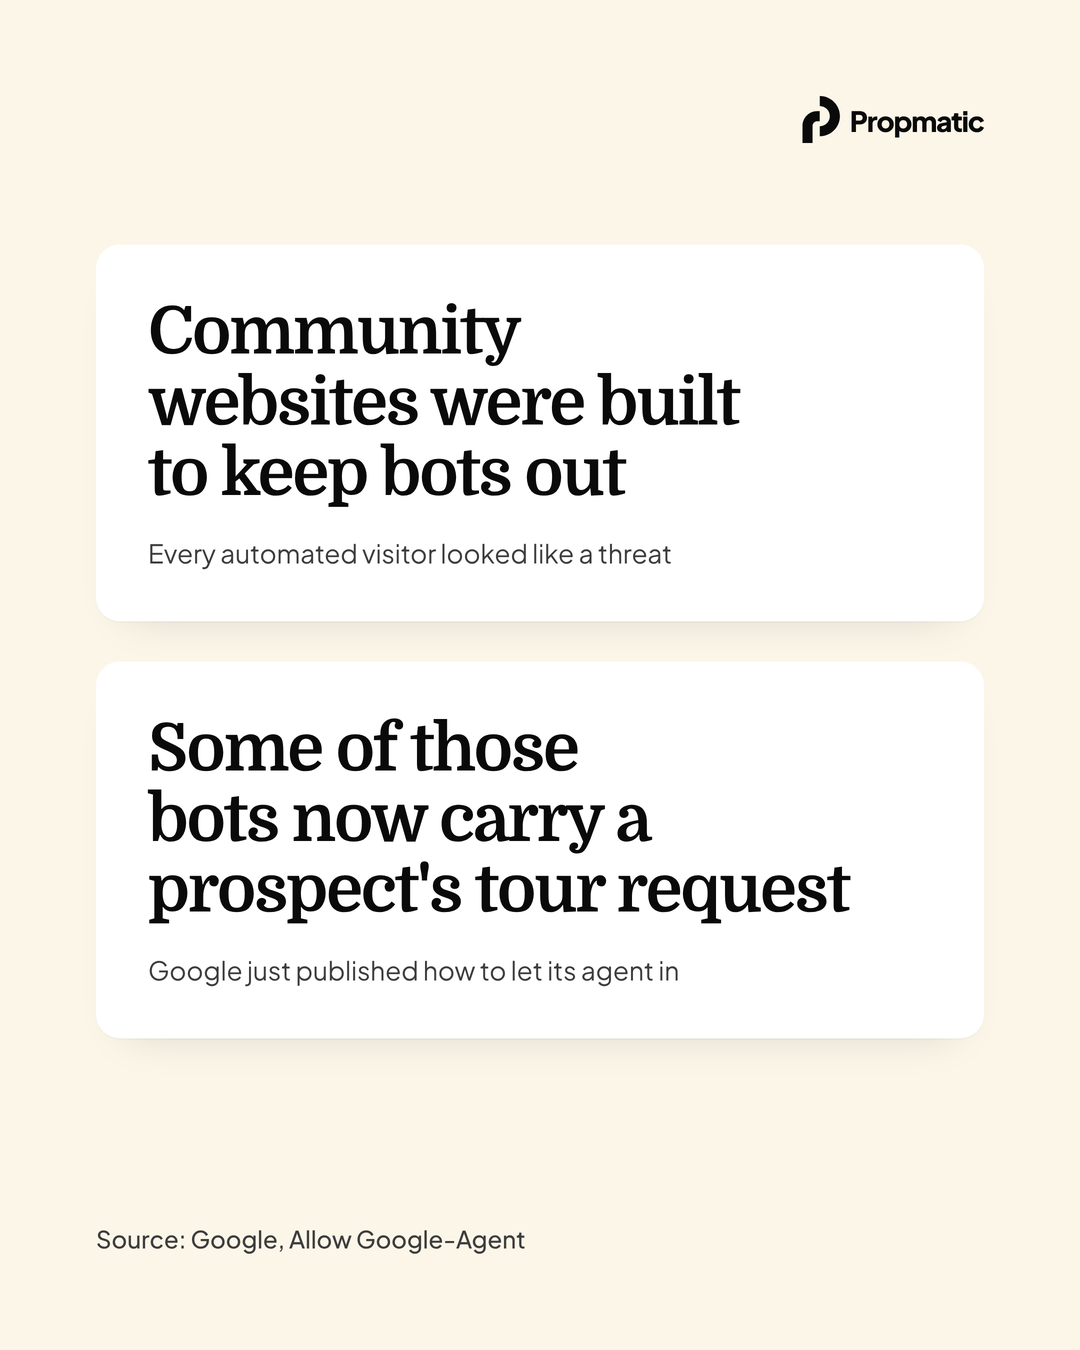 Propmatic
Community
websites were built
to keep bots out
Every automated visitor looked like a threat
Some of those
bots now carry a
prospect's tour request
Google just published how to let its agent in
Source: Google, Allow Google-Agent